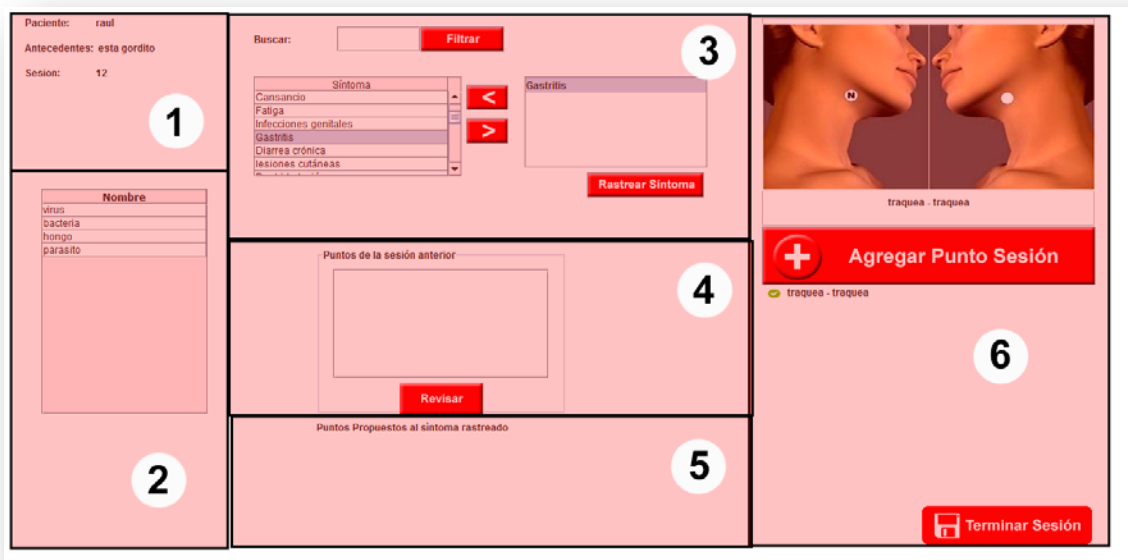 Paciente: raul
Antecedentes: esta gordito
Sesion: 12
1
Nombre
virus
bacteria
hongo
parasito
2
Buscar:
Filtrar
3
Síntoma
Cansancio
Fatiga
Infecciones genitales
Gastritis
Diarrea crónica
lesiones cutáneas
<
>
Gastritis
Rastrear Síntoma
Puntos de la sesión anterior
4
Revisar
Puntos Propuestos al síntoma rastreado
5
N
traquea - traquea
+ Agregar Punto Sesión
traquea - traquea
6
Terminar Sesión